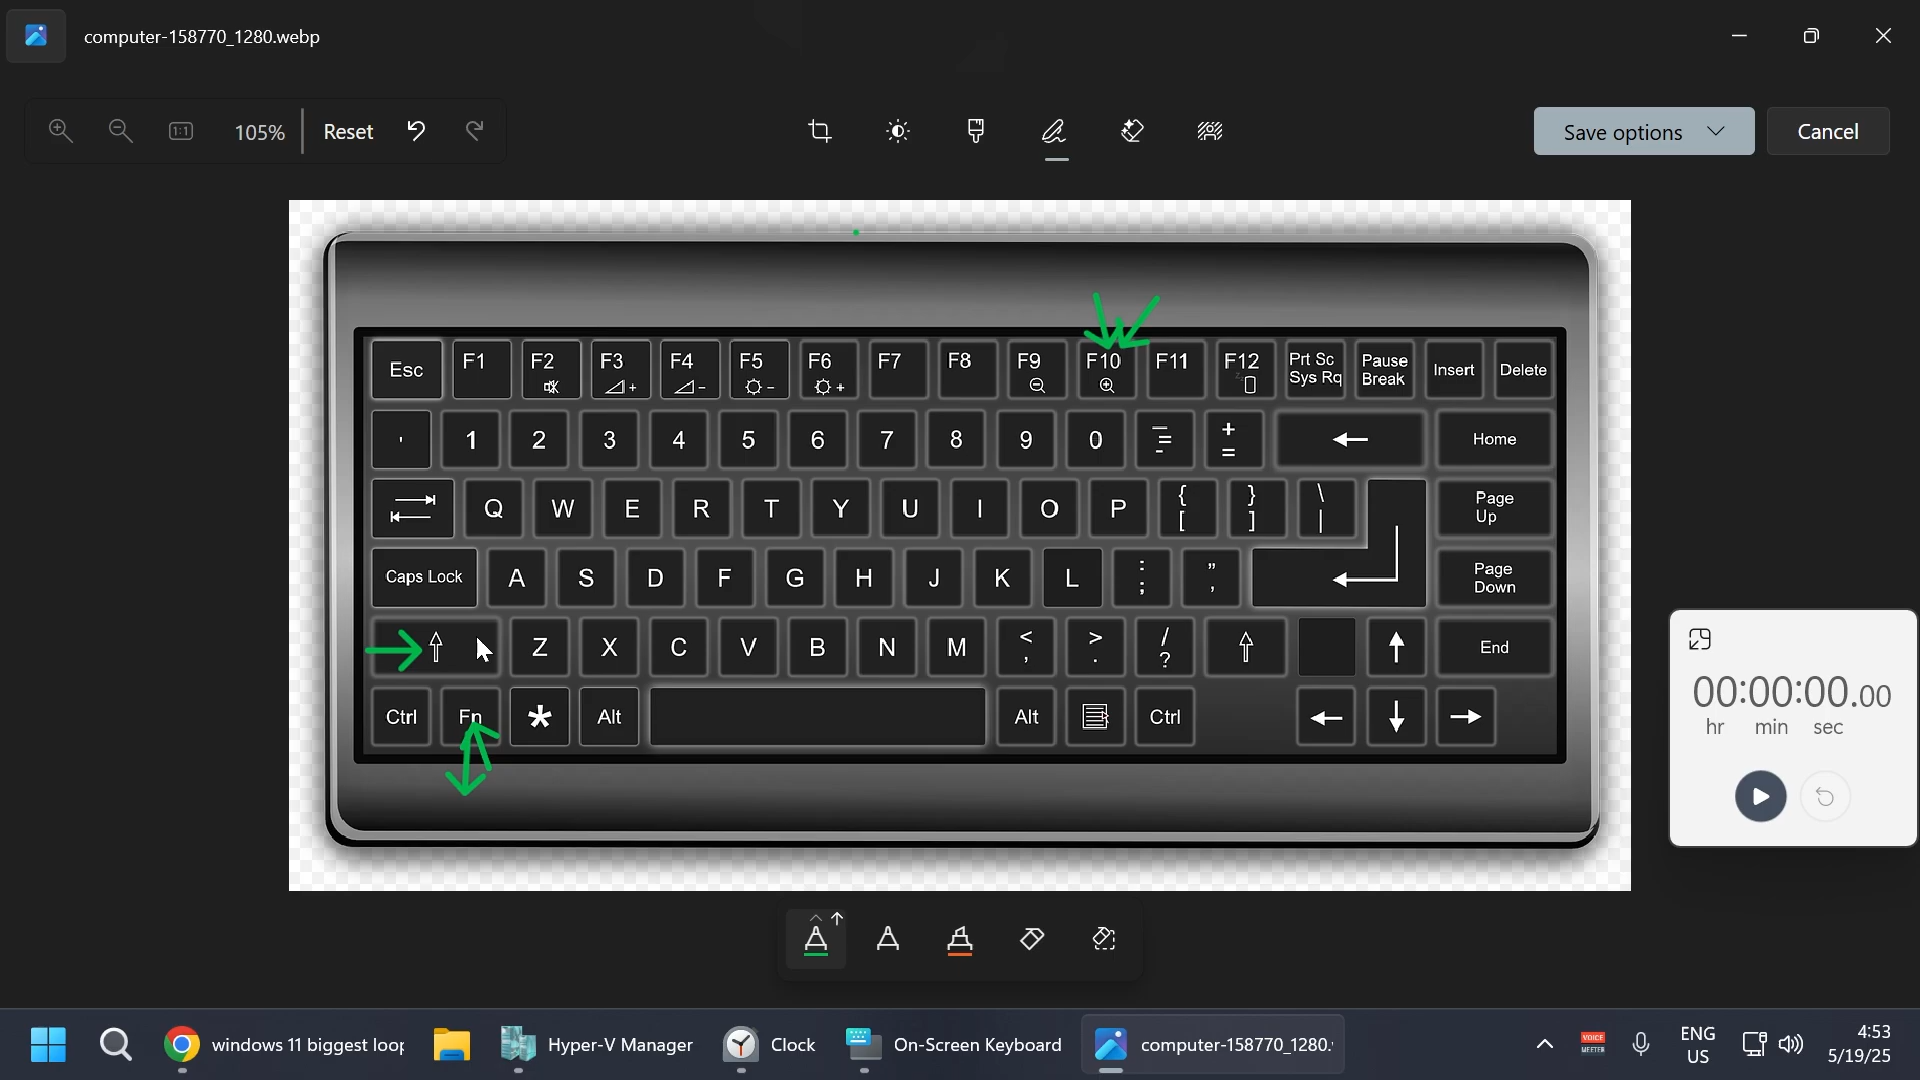 computer-158770_1280.webp
105%
Reset
Save options
Cancel
Esc F1 F2 F3 F4 F5 F6 F7 F8 F9 F10 F11 F12 Prt Sc Sys Rq Pause Break Insert Delete
' 1 2 3 4 5 6 7 8 9 0 = - + = Home
Q W E R T Y U I O P { [ } ] \ | Page Up
Caps Lock A S D F G H J K L : ; " , Page Down
Z X C V B N M < , > . / ? End
Ctrl Fn * Alt Alt Ctrl
00:00:00.00
hr min sec
windows 11 biggest loop
Hyper-V Manager
Clock
On-Screen Keyboard
computer-158770_1280.
VOICE
MEETER
ENG
US
4:53
5/19/25